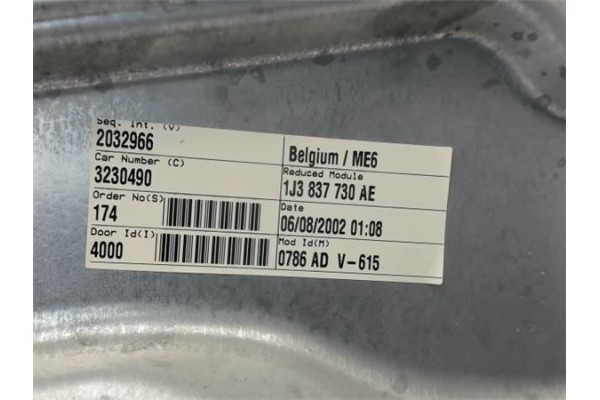 Seq. Int. (V)
2032966
Car Number (C)
3230490
Order No(S)
174
Door Id(I)
4000
Belgium / ME6
Reduced Module
1J3 837 730 AE
Date
06/08/2002 01:08
Mod Id(M)
0786 AD V-615